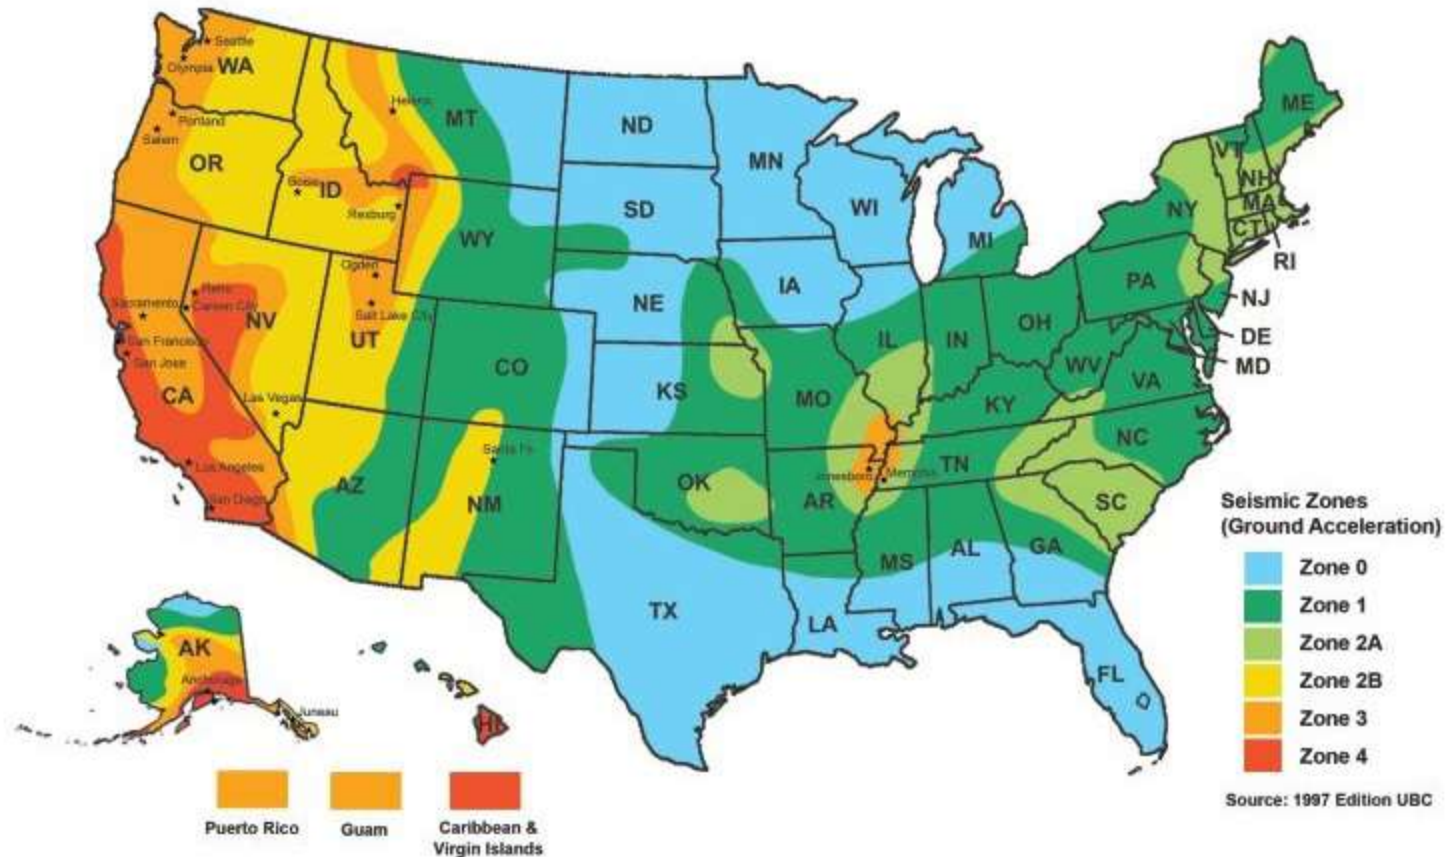 Seattle
Olympia
WA
Portland
Salem
OR
Helena
MT
ND
MN
Boise
ID
Rexburg
SD
WI
MI
WY
Ogden
Salt Lake City
UT
NE
IA
Reno
Carson City
NV
Sacramento
San Francisco
San Jose
CA
Las Vegas
Los Angeles
San Diego
CO
KS
MO
IL
IN
OH
KY
WV
VA
PA
NY
VT
NH
ME
MA
CT
RI
NJ
DE
MD
AZ
Santa Fe
NM
OK
AR
Jonesboro
Memphis
TN
NC
SC
MS
AL
GA
TX
LA
FL
AK
Anchorage
Juneau
HI
Puerto Rico
Guam
Caribbean &
Virgin Islands
Seismic Zones
(Ground Acceleration)
Zone 0
Zone 1
Zone 2A
Zone 2B
Zone 3
Zone 4
Source: 1997 Edition UBC